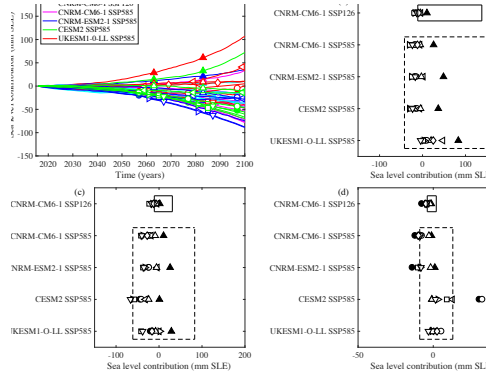 CNRM-CM6-1 SSP585
CNRM-ESM2-1 SSP585
CESM2 SSP585
UKESM1-0-LL SSP585
100
50
0
-50
-100
-150
2020 2030 2040 2050 2060 2070 2080 2090 2100
Time (years)
CNRM-CM6-1 SSP126
CNRM-CM6-1 SSP585
CNRM-ESM2-1 SSP585
CESM2 SSP585
UKESM1-O-LL SSP585
-100 0 100
Sea level contribution (mm SLE)
(c)
CNRM-CM6-1 SSP126
CNRM-CM6-1 SSP585
CNRM-ESM2-1 SSP585
CESM2 SSP585
UKESM1-O-LL SSP585
-100 0 100 200
Sea level contribution (mm SLE)
(d)
CNRM-CM6-1 SSP126
CNRM-CM6-1 SSP585
CNRM-ESM2-1 SSP585
CESM2 SSP585
UKESM1-O-LL SSP585
-50 0
Sea level contribution (mm SLE)